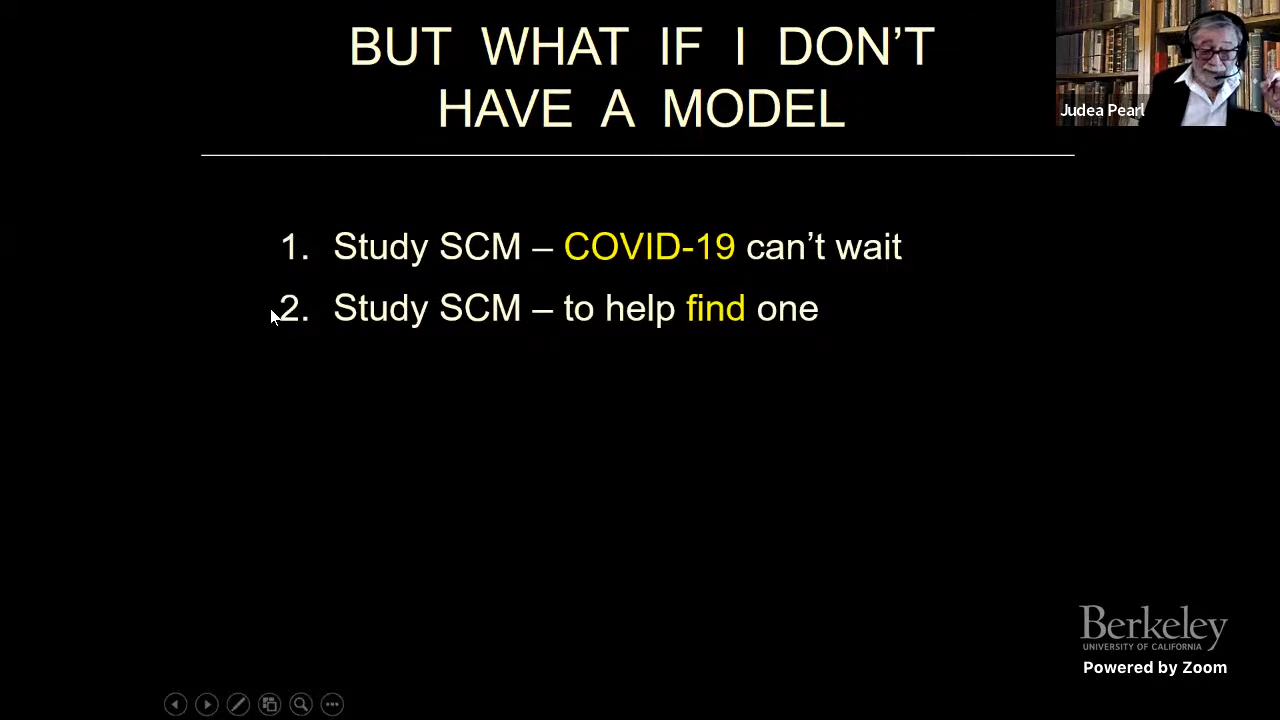 BUT WHAT IF I DON’T
HAVE A MODEL
Judea Pearl
1. Study SCM – COVID-19 can’t wait
2. Study SCM – to help find one
Berkeley
UNIVERSITY OF CALIFORNIA
Powered by Zoom